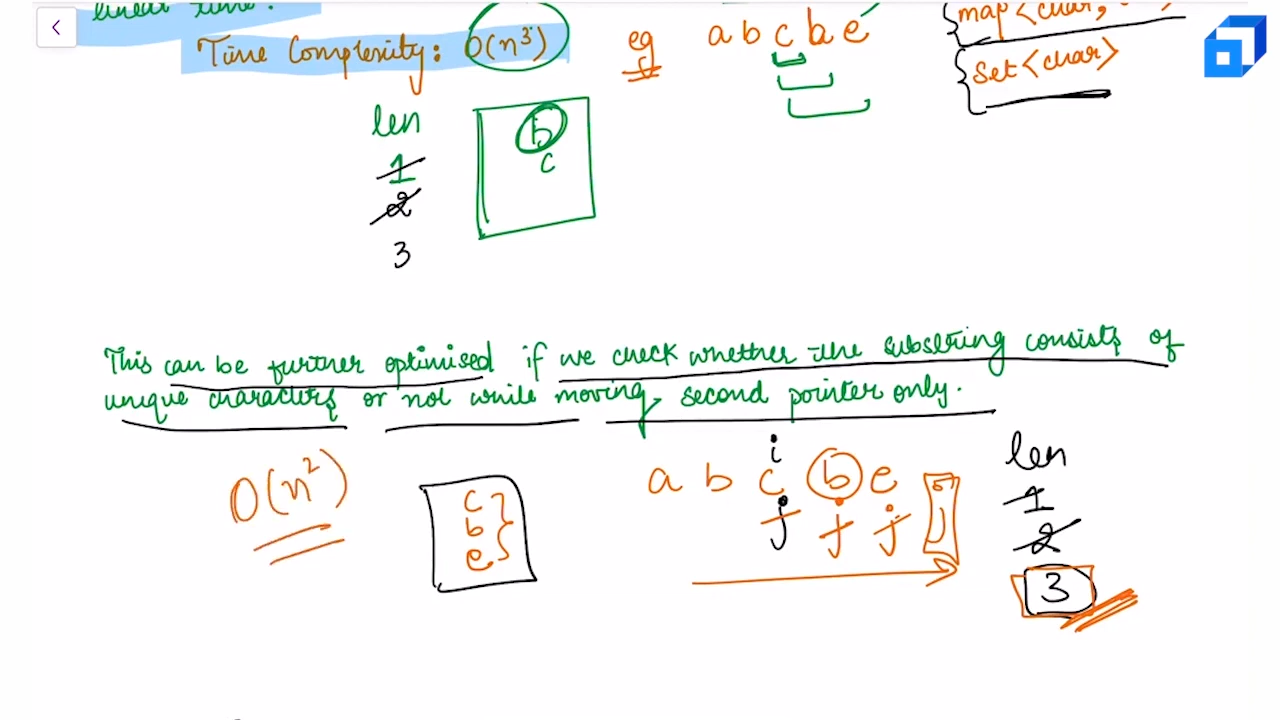 linear time.
map<char,
Time Complexity: O(n³) eg a b c b e
Set<char>
len
1
2
3
b
c
This can be further optimised if we check whether the substring consists of
unique characters or not while moving second pointer only.
O(n²)
c
b
e
i
a b c b e
j j j j
len
1
2
3